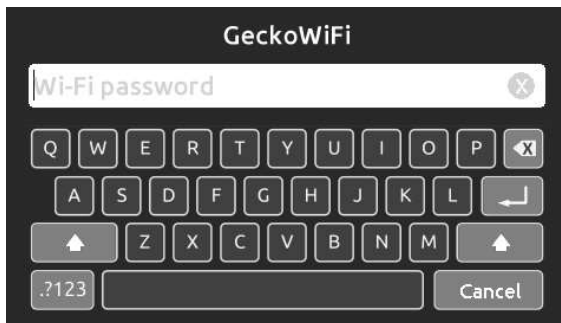 GeckoWiFi
Wi-Fi password
Q W E R T Y U I O P
A S D F G H J K L
Z X C V B N M
.?123 Cancel